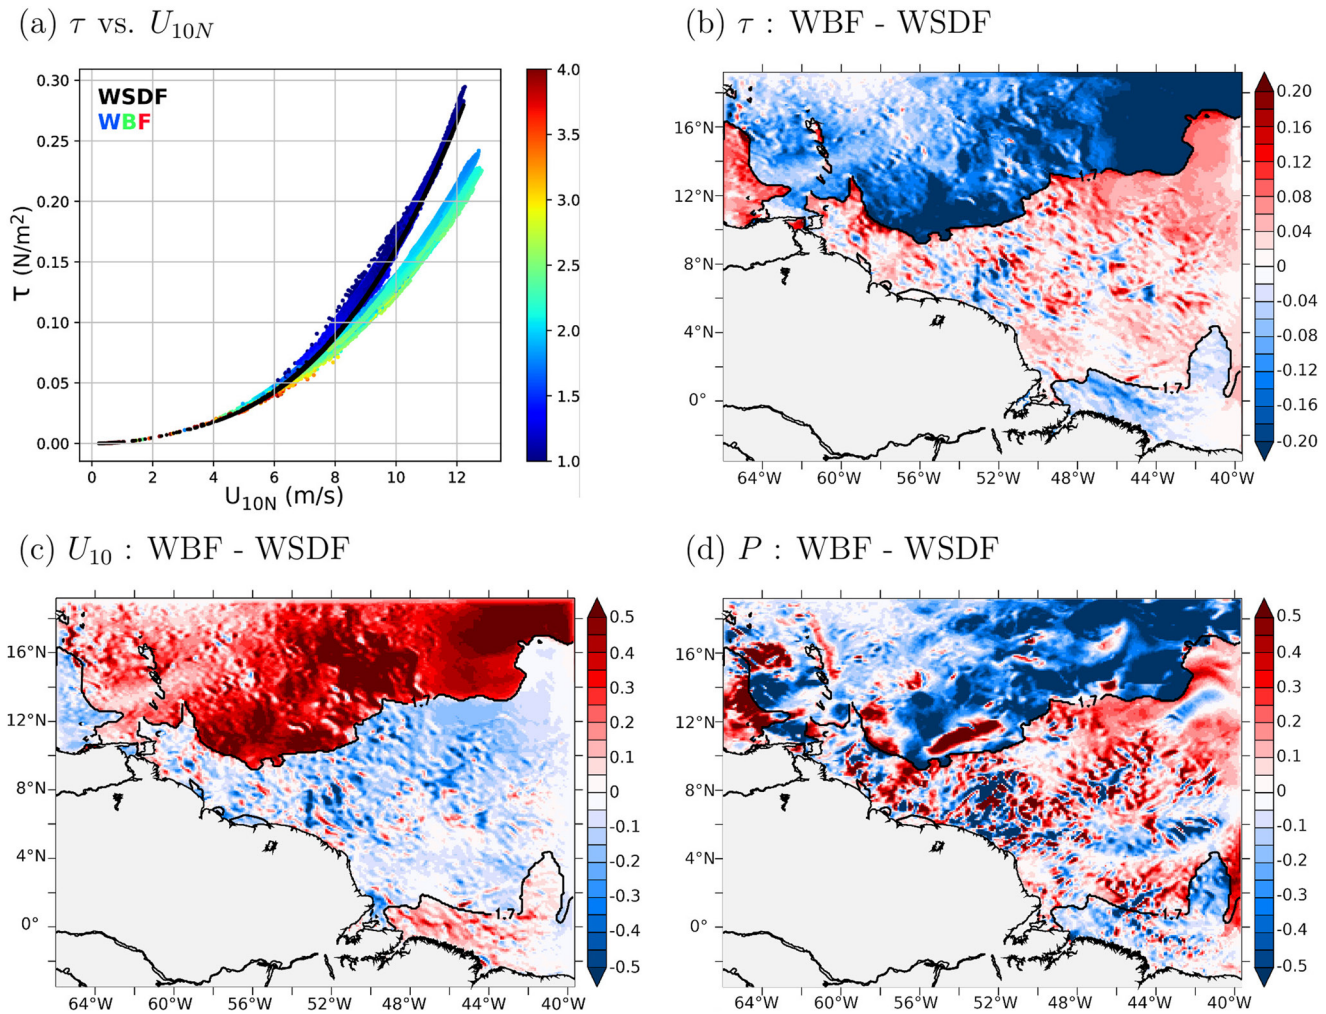 (a) τ vs. U10N
(b) τ : WBF - WSDF
WSDF
WBF
0.30
0.25
0.20
0.15
0.10
0.05
0.00
τ (N/m²)
0 2 4 6 8 10 12
U10N (m/s)
4.0
3.5
3.0
2.5
2.0
1.5
1.0
16°N
12°N
8°N
4°N
0°
1.7
1.7
64°W 60°W 56°W 52°W 48°W 44°W 40°W
0.20
0.16
0.12
0.08
0.04
0
-0.04
-0.08
-0.12
-0.16
-0.20
(c) U10 : WBF - WSDF
(d) P : WBF - WSDF
16°N
12°N
8°N
4°N
0°
1.7
1.7
64°W 60°W 56°W 52°W 48°W 44°W 40°W
0.5
0.4
0.3
0.2
0.1
0
-0.1
-0.2
-0.3
-0.4
-0.5
16°N
12°N
8°N
4°N
0°
1.7
1.7
64°W 60°W 56°W 52°W 48°W 44°W 40°W
0.5
0.4
0.3
0.2
0.1
0
-0.1
-0.2
-0.3
-0.4
-0.5